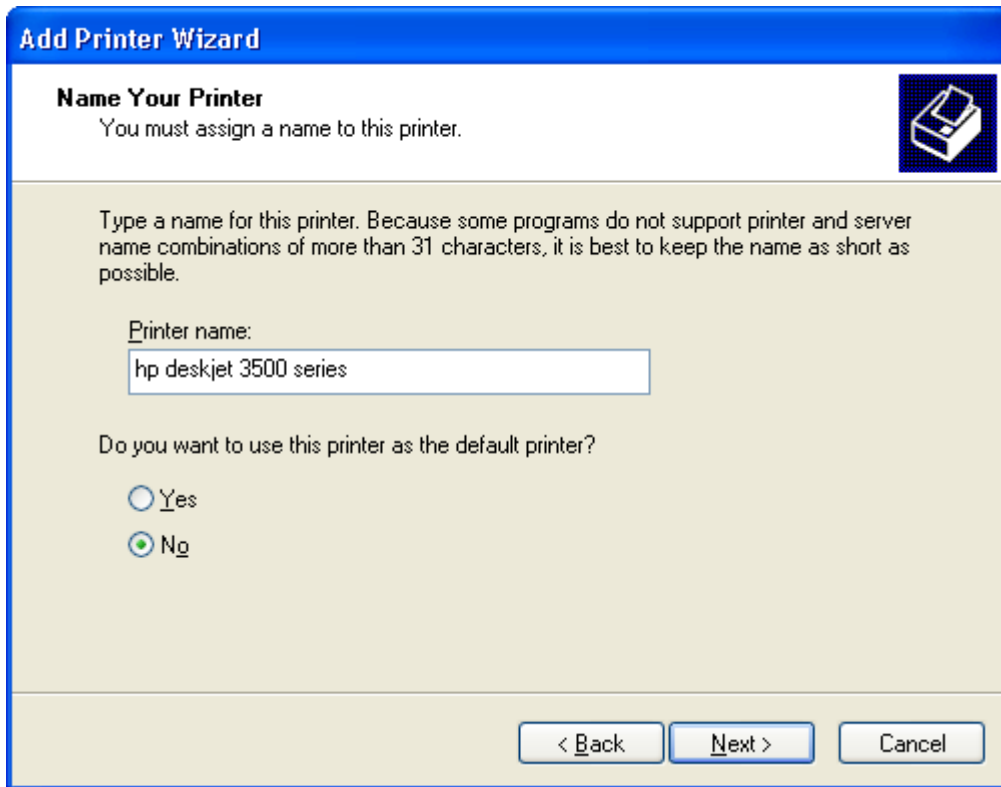 Add Printer Wizard
Name Your Printer
You must assign a name to this printer.
Type a name for this printer. Because some programs do not support printer and server
name combinations of more than 31 characters, it is best to keep the name as short as
possible.
Printer name:
hp deskjet 3500 series
Do you want to use this printer as the default printer?
Yes
No
< Back Next > Cancel